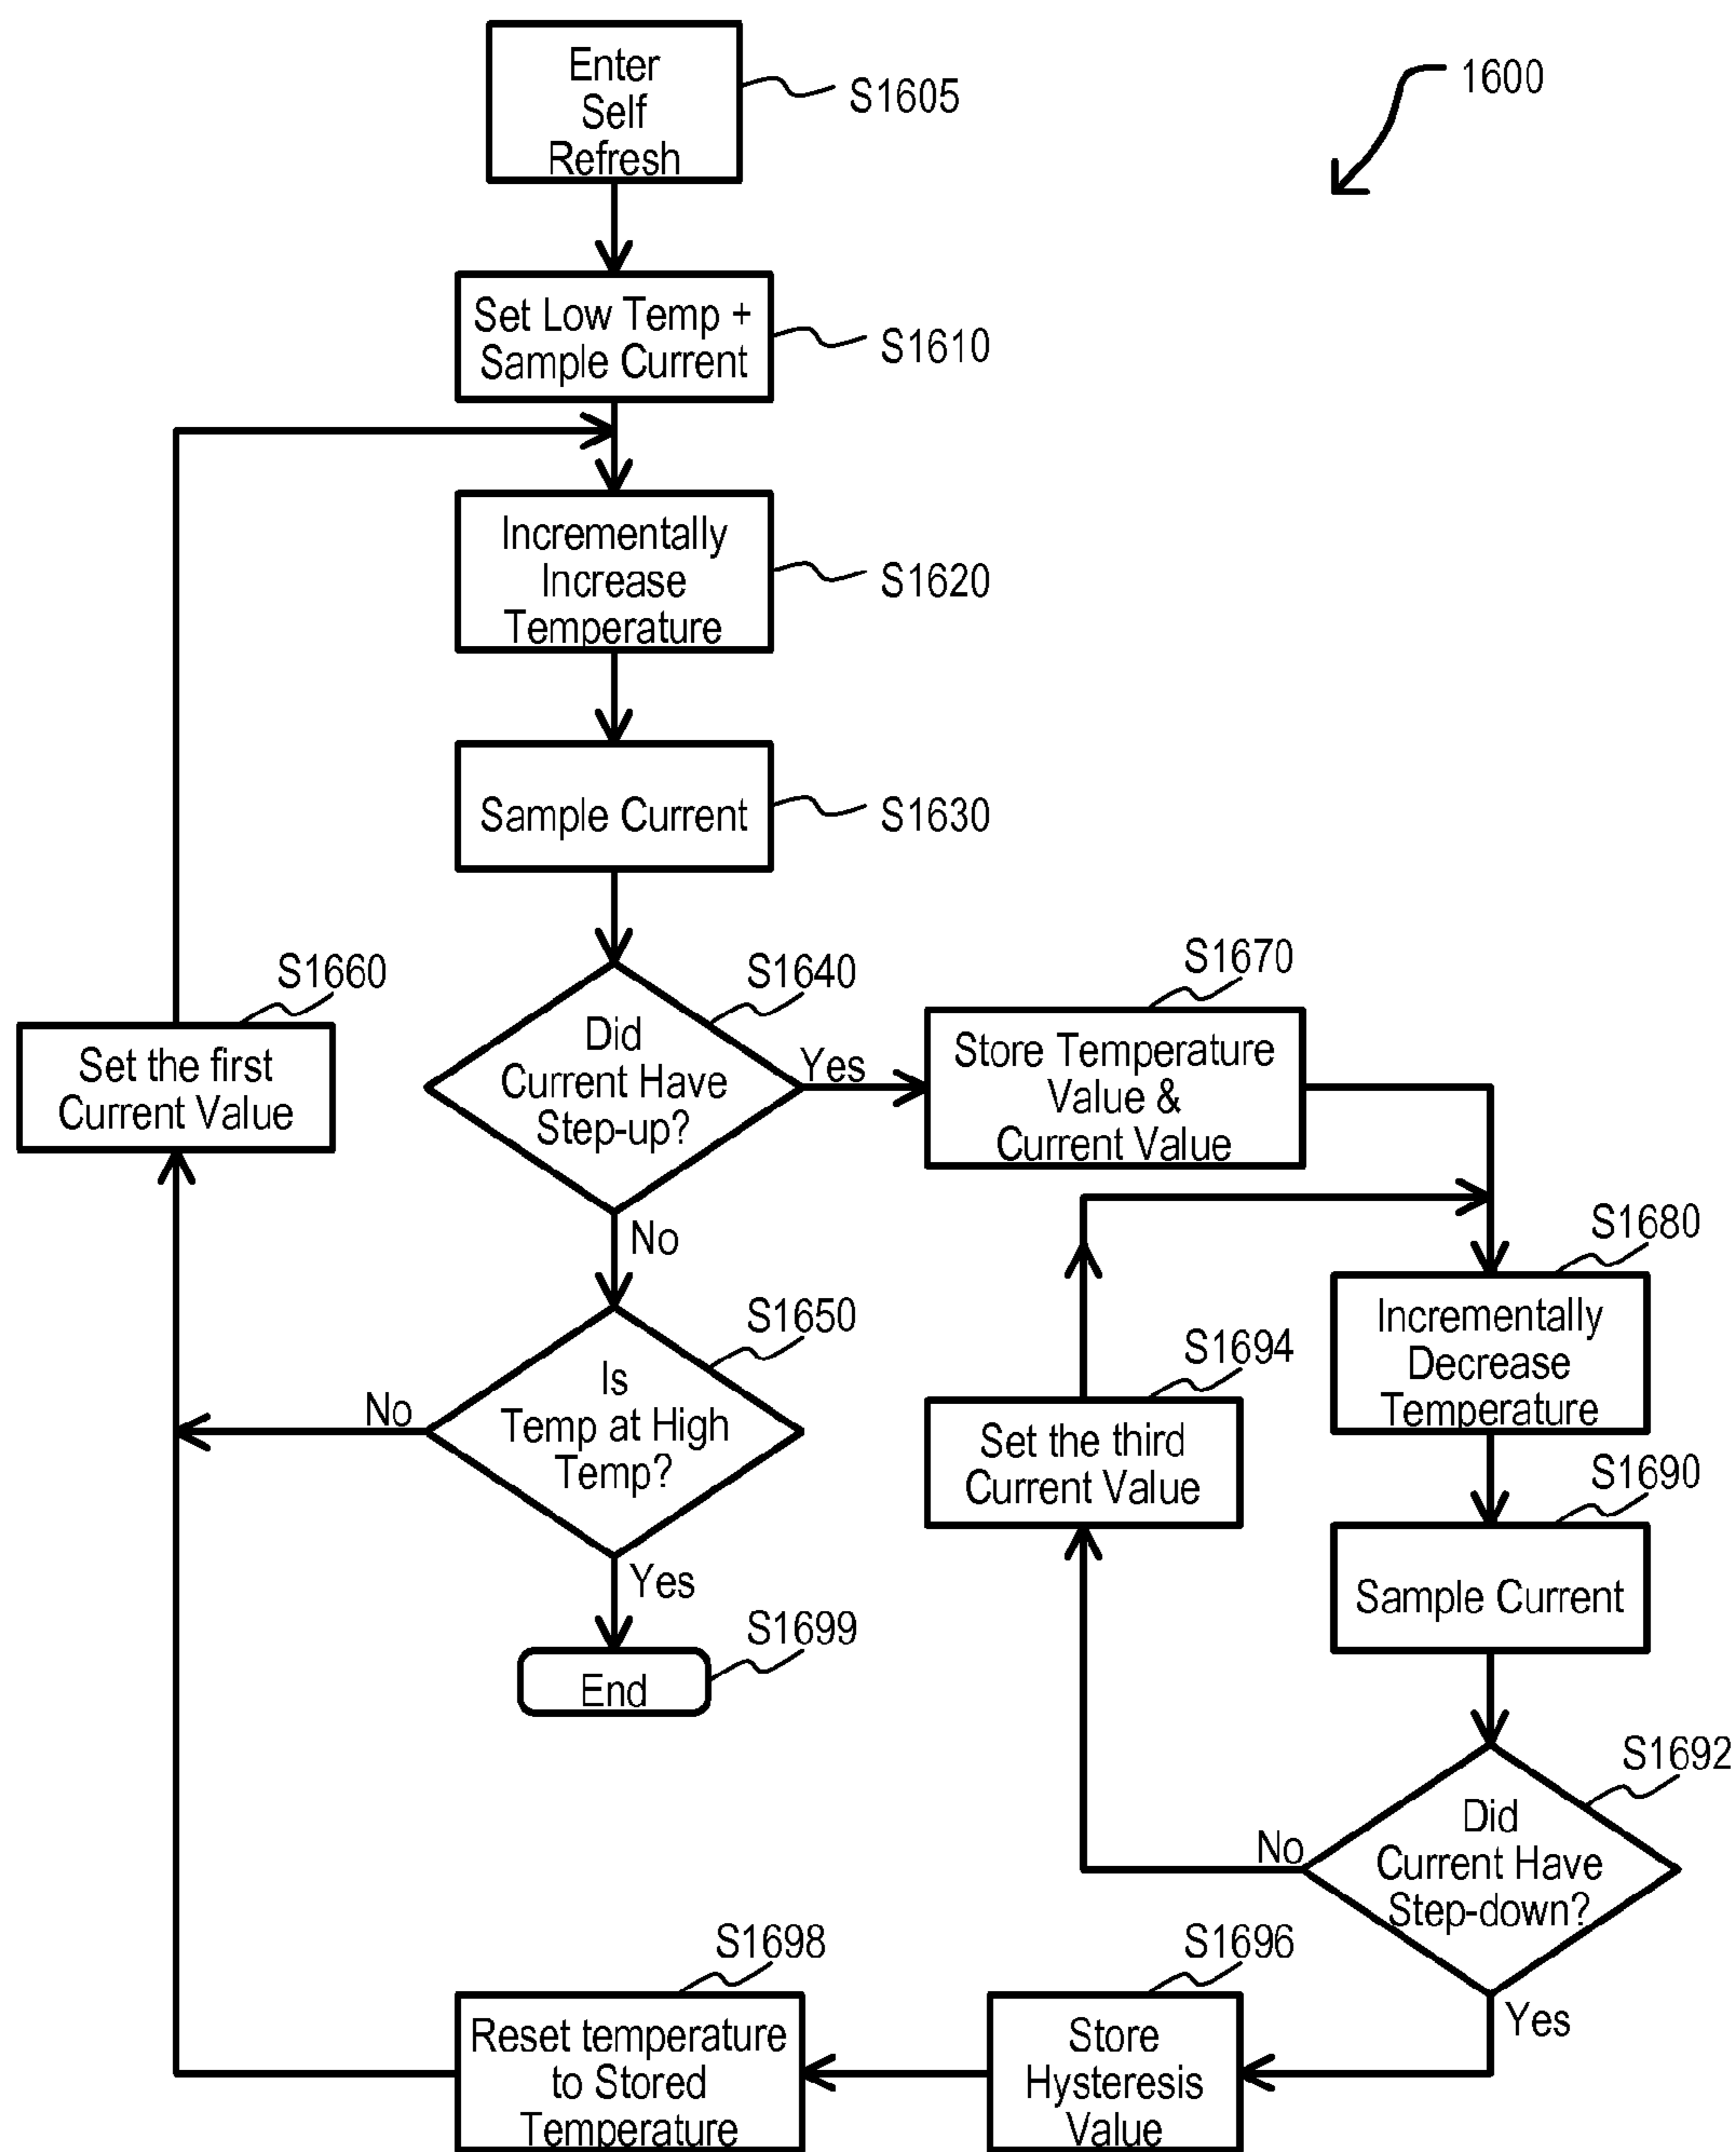 Enter
Self
Refresh
S1605
1600
Set Low Temp +
Sample Current
S1610
Incrementally
Increase
Temperature
S1620
Sample Current
S1630
S1660
Set the first
Current Value
S1640
Did
Current Have
Step-up?
Yes
No
S1670
Store Temperature
Value &
Current Value
S1680
Incrementally
Decrease
Temperature
S1650
Is
Temp at High
Temp?
No
Yes
S1694
Set the third
Current Value
S1690
Sample Current
S1699
End
S1692
Did
Current Have
Step-down?
No
Yes
S1696
Store
Hysteresis
Value
S1698
Reset temperature
to Stored
Temperature